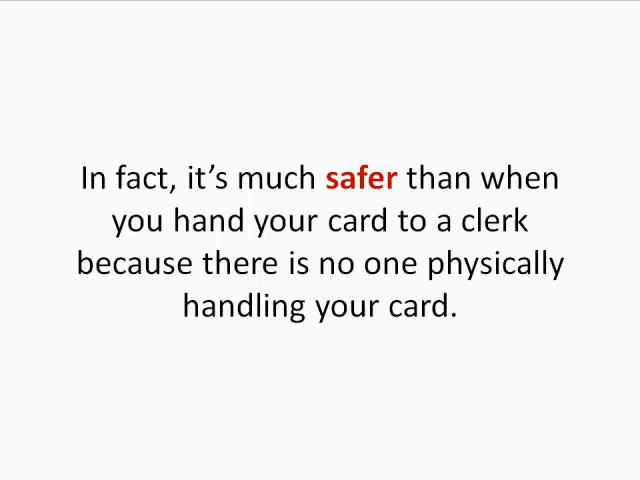 In fact, it’s much safer than when
you hand your card to a clerk
because there is no one physically
handling your card.